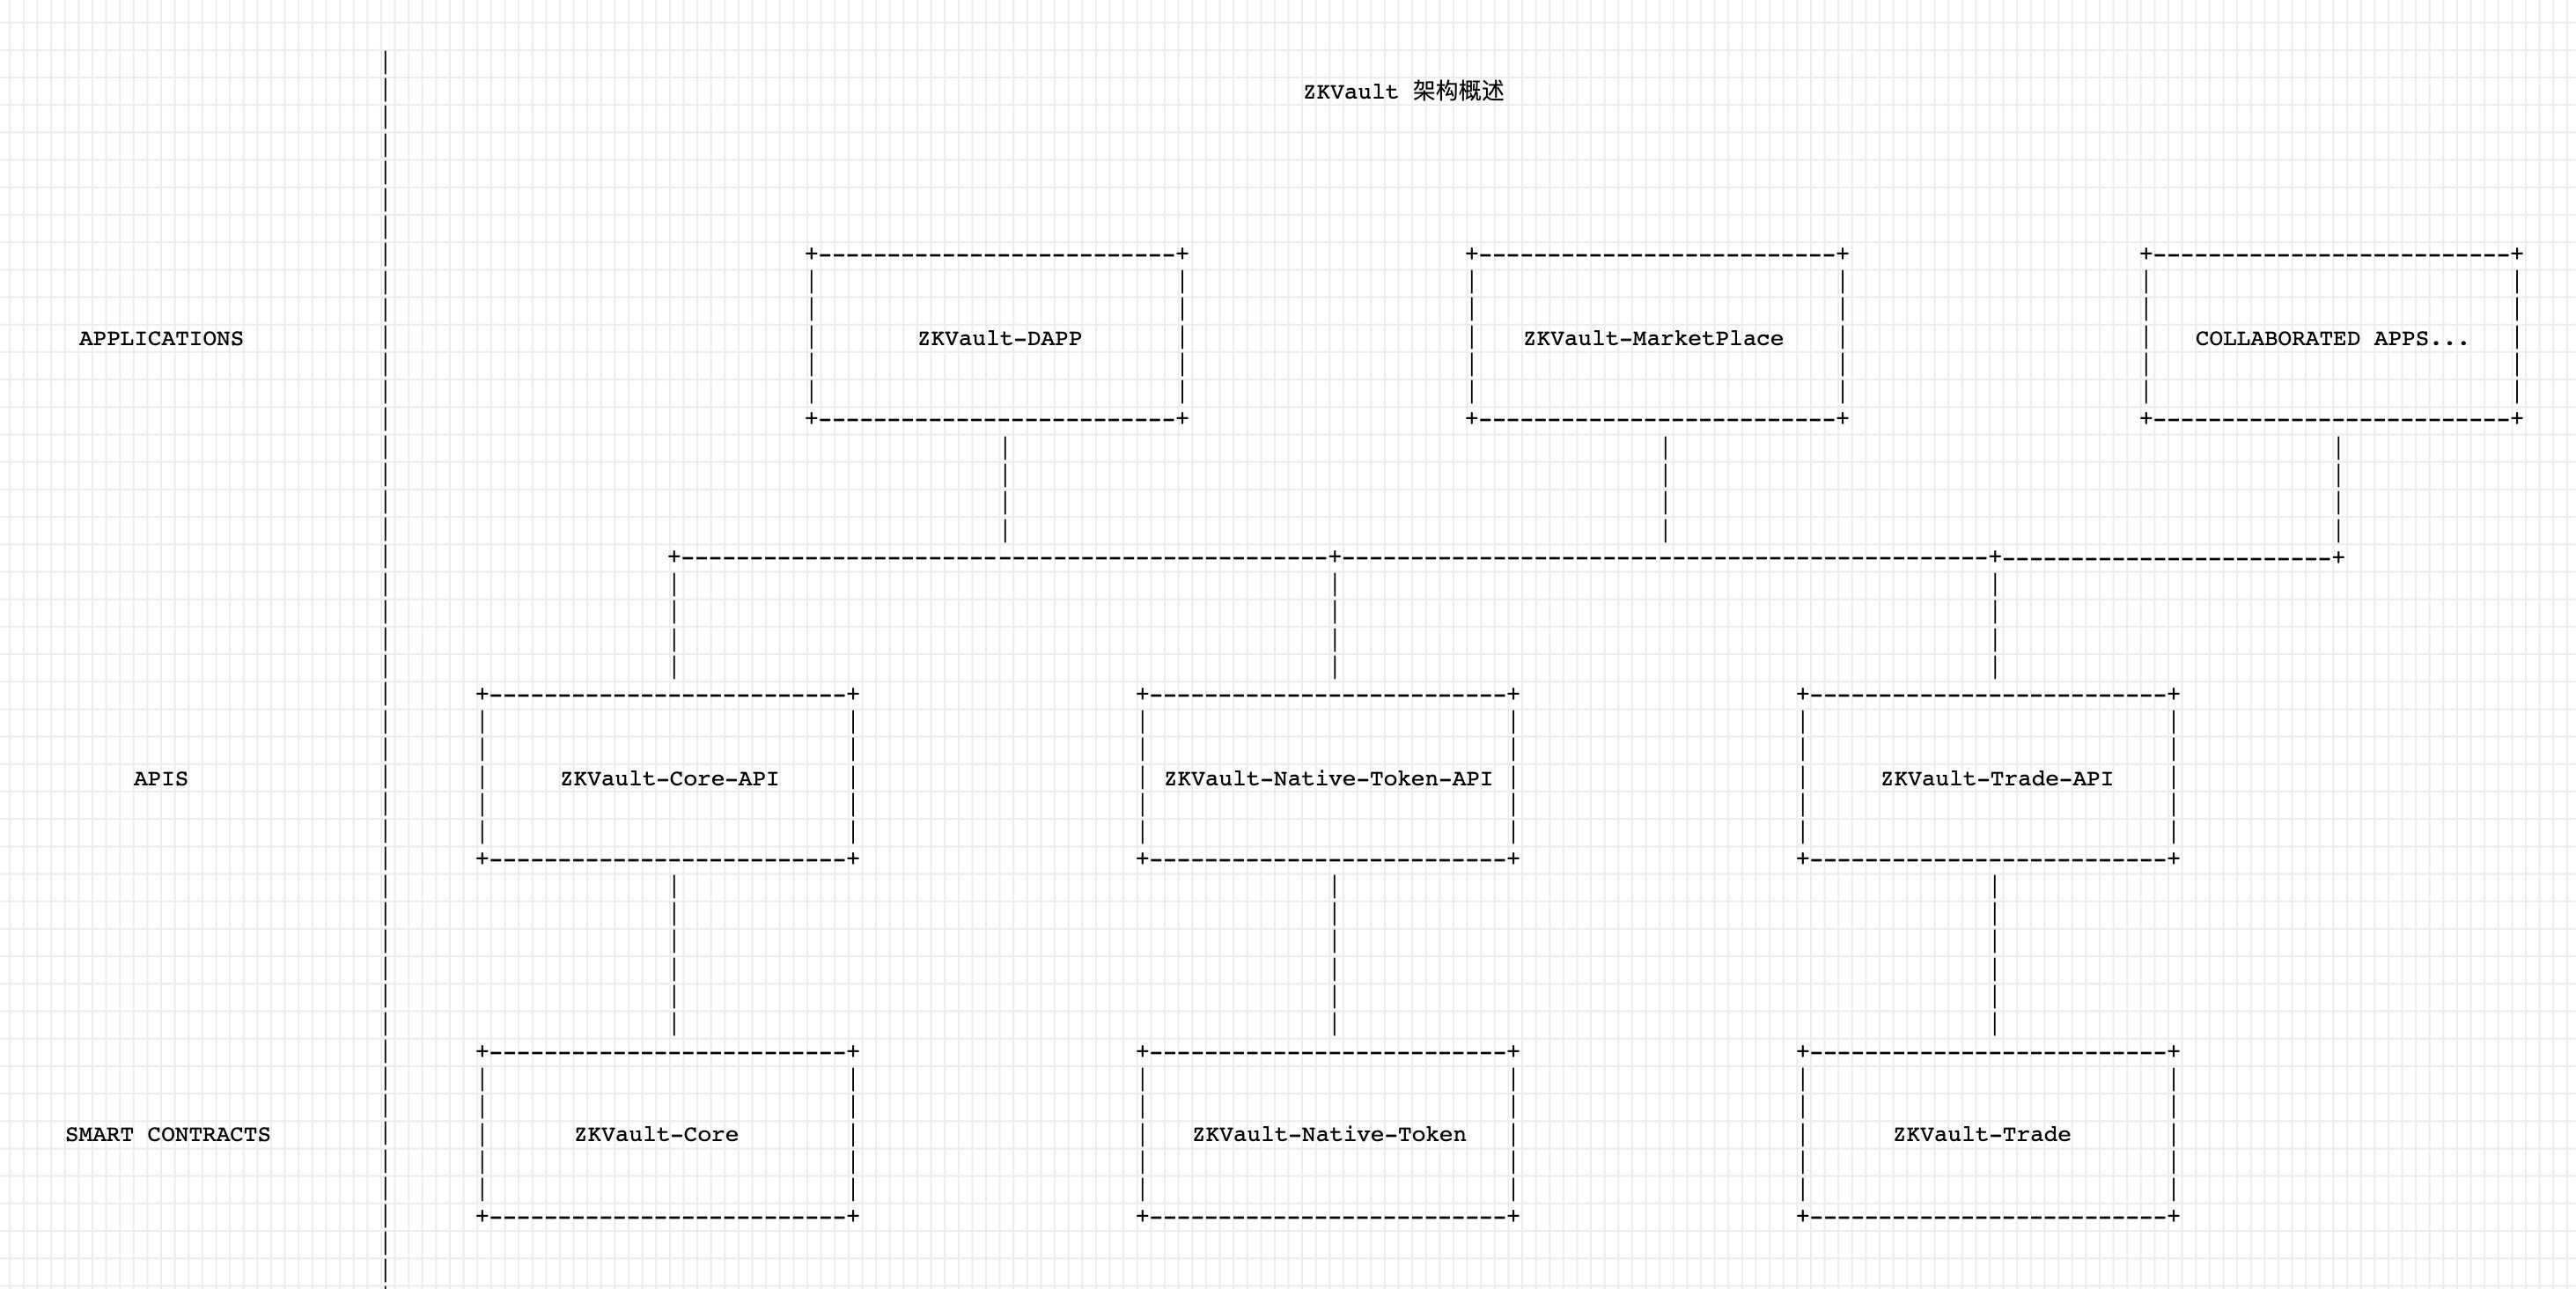 ZKVault 架构概述
APPLICATIONS
ZKVault-DAPP
ZKVault-MarketPlace
COLLABORATED APPS...
APIS
ZKVault-Core-API
ZKVault-Native-Token-API
ZKVault-Trade-API
SMART CONTRACTS
ZKVault-Core
ZKVault-Native-Token
ZKVault-Trade